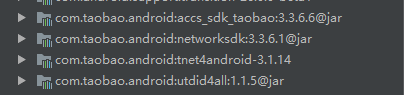 com.taobao.android:accs_sdk_taobao:3.3.6.6@jar
com.taobao.android:networksdk:3.3.6.1@jar
com.taobao.android:tnet4android-3.1.14
com.taobao.android:utdid4all:1.1.5@jar